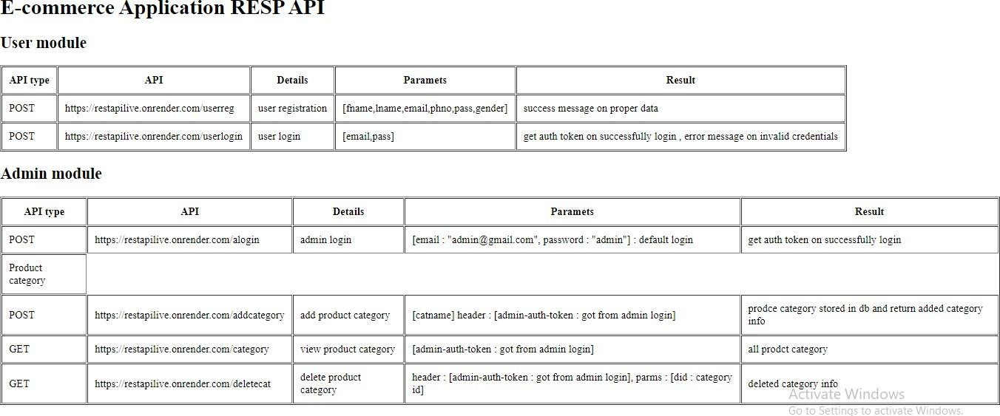 E-commerce Application RESP API
User module
API type API Details Paramets Result
POST https://restapilive.onrender.com/userreg user registration [fname,lname,email,phno,pass,gender] success message on proper data
POST https://restapilive.onrender.com/userlogin user login [email,pass] get auth token on successfully login , error message on invalid credentials
Admin module
API type API Details Paramets Result
POST https://restapilive.onrender.com/alogin admin login [email : "admin@gmail.com", password : "admin"] : default login get auth token on successfully login
Product
category
POST https://restapilive.onrender.com/addcategory add product category [catname] header : [admin-auth-token : got from admin login] prodce category stored in db and return added category
info
GET https://restapilive.onrender.com/category view product category [admin-auth-token : got from admin login] all prodct category
GET https://restapilive.onrender.com/deletecat delete product
category header : [admin-auth-token : got from admin login], parms : [did : category
id] deleted category info
Activate Windows
Go to Settings to activate Windows.